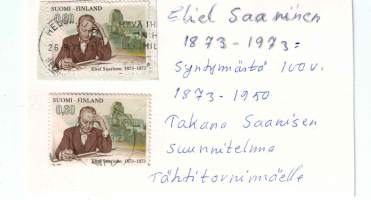 SUOMI-FINLAND
0,60
Eliel Saarinen 1873-1973
SUOMI-FINLAND
0,60
Eliel Saarinen 1873-1973
Eliel Saarinen
1873-1973=
Syntymästä 100 v.
1873-1950
Takana Saarisen
suunnitelma
Tähtitorninmäelle